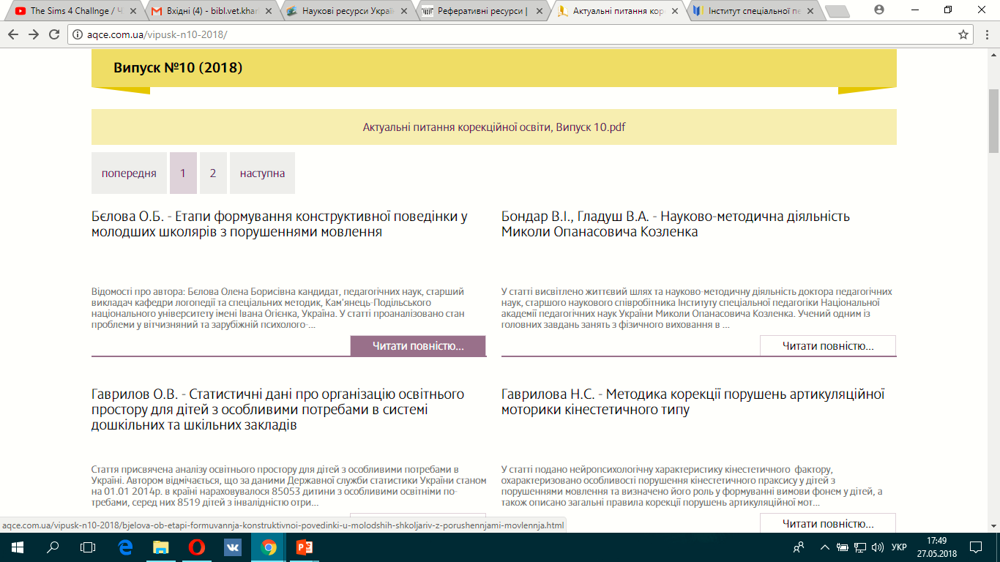 The Sims 4 Challnge / Ч
Вхідні (4) - bibl.vet.khar
Наукові ресурси Украї
Реферативні ресурси |
Актуальні питання кор
Інститут спеціальної пе
aqce.com.ua/vipusk-n10-2018/
Випуск №10 (2018)
Актуальні питання корекційної освіти, Випуск 10.pdf
попередня 1 2 наступна
Бєлова О.Б. - Етапи формування конструктивної поведінки у
молодших школярів з порушеннями мовлення
Відомості про автора: Бєлова Олена Борисівна кандидат, педагогічних наук, старший
викладач кафедри логопедії та спеціальних методик, Кам'янець-Подільського
національного університету імені Івана Огієнка, Україна. У статті проаналізовано стан
проблеми у вітчизняний та зарубіжній психолого-...
Читати повністю...
Бондар В.І., Гладуш В.А. - Науково-методична діяльність
Миколи Опанасовича Козленка
У статті висвітлено життєвий шлях та науково-методичну діяльність доктора педагогічних
наук, старшого наукового співробітника Інституту спеціальної педагогіки Національної
академії педагогічних наук України Миколи Опанасовича Козленка. Учений одним із
головних завдань занять з фізичного виховання в ...
Читати повністю...
Гаврилов О.В. - Статистичні дані про організацію освітнього
простору для дітей з особливими потребами в системі
дошкільних та шкільних закладів
Стаття присвячена аналізу освітнього простору для дітей з особливими потребами в
Україні. Автором відмічається, що за даними Державної служби статистики України станом
на 01.01 2014р. в країні нараховувалося 85053 дитини з особливими освітніми по-
требами, серед них 8519 дітей з інвалідністю отри...
Гаврилова Н.С. - Методика корекції порушень артикуляційної
моторики кінестетичного типу
У статті подано нейропсихологічну характеристику кінестетичного фактору,
охарактеризовано особливості порушення кінестетичного праксису у дітей з
порушеннями мовлення та визначено його роль у формуванні вимови фонем у дітей, а
також описано загальні правила корекції порушень артикуляційної мот...
Читати повністю...
aqce.com.ua/vipusk-n10-2018/bjelova-ob-etapi-formuvannja-konstruktivnoi-povedinki-u-molodshih-shkoljariv-z-porushennjami-movlennja.html
УКР
17:49
27.05.2018